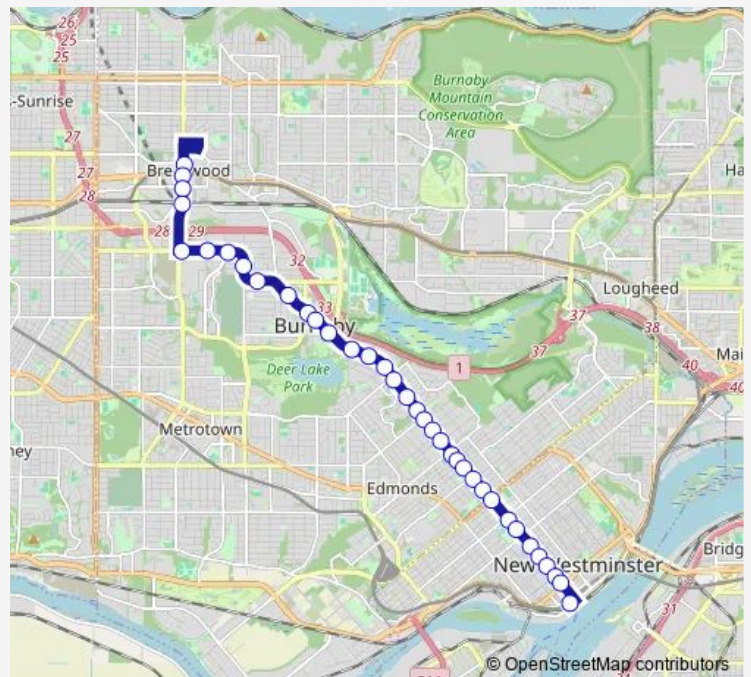 26
25
25
Burnaby
Mountain
Conservation
Area
-Sunrise
27
27
Brentwood
28
Ha
28
29
32
Lougheed
33
37
Burnaby
38
37
Mai
Deer Lake
Park
1
40
40
Metrotown
ney
Edmonds
New Westminster
Bridg
31
31
© OpenStreetMap contributors